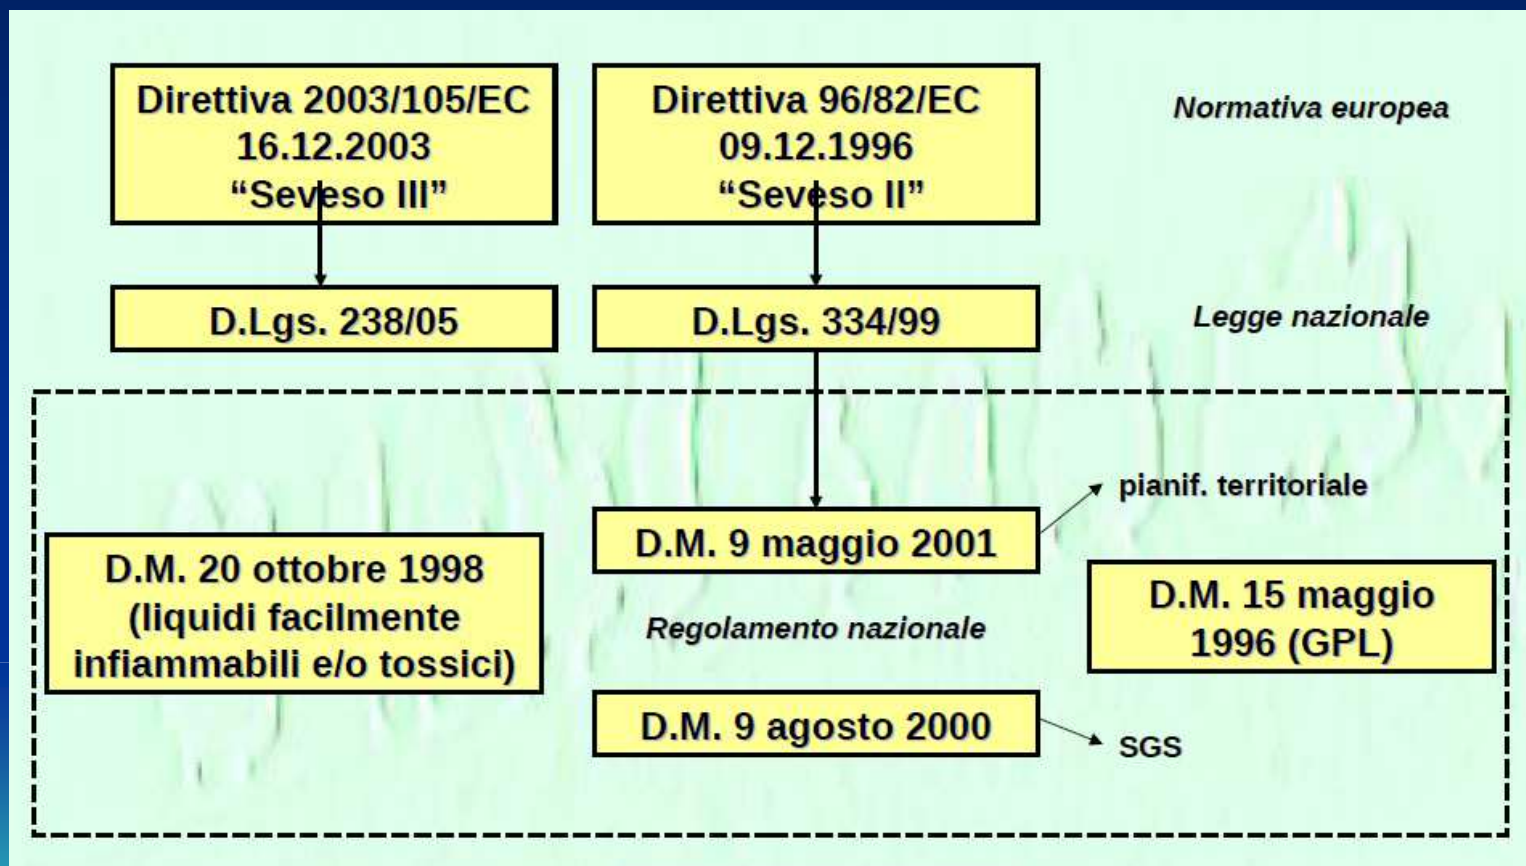 Direttiva 2003/105/EC
16.12.2003
“Seveso III”
Direttiva 96/82/EC
09.12.1996
“Seveso II”
Normativa europea
D.Lgs. 238/05
D.Lgs. 334/99
Legge nazionale
pianif. territoriale
D.M. 9 maggio 2001
D.M. 20 ottobre 1998
(liquidi facilmente
infiammabili e/o tossici)
Regolamento nazionale
D.M. 15 maggio
1996 (GPL)
D.M. 9 agosto 2000
SGS